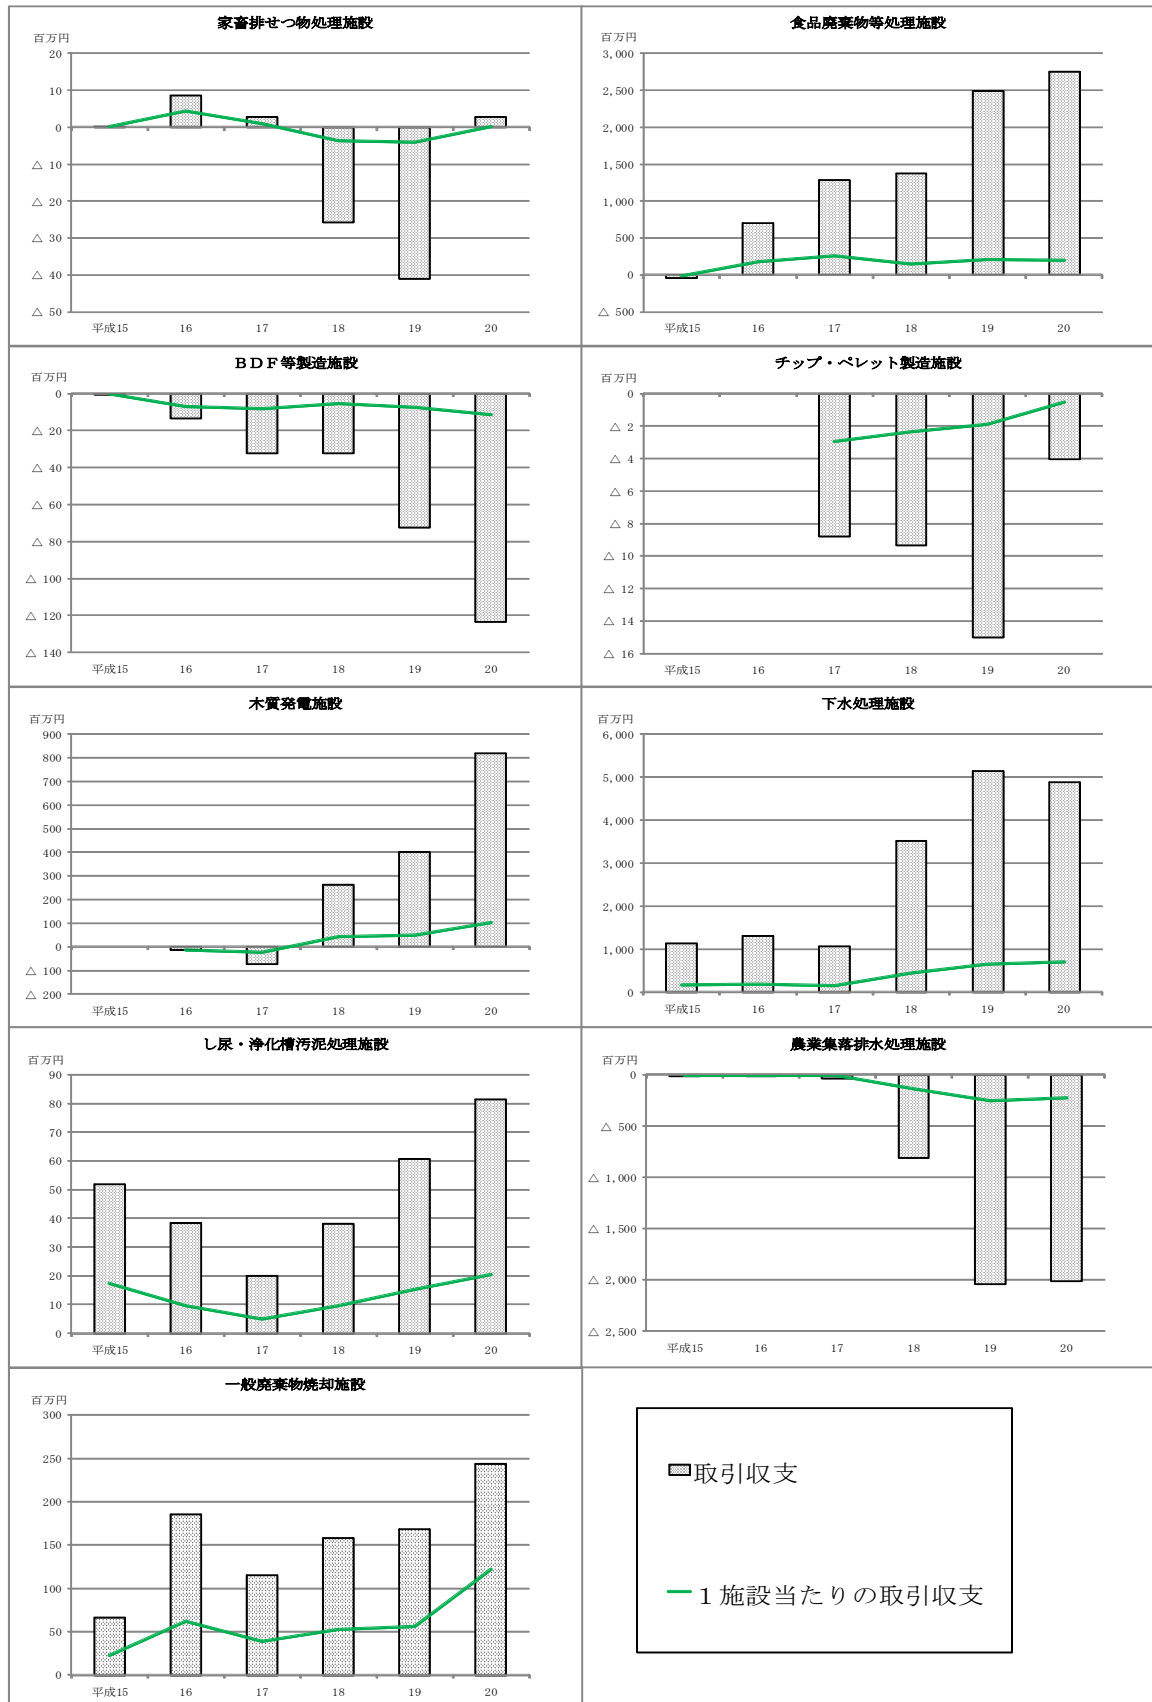 家畜排せつ物処理施設
百万円
20
10
0
△ 10
△ 20
△ 30
△ 40
△ 50
平成15 16 17 18 19 20
食品廃棄物等処理施設
百万円
3,000
2,500
2,000
1,500
1,000
500
0
△ 500
平成15 16 17 18 19 20
ＢＤＦ等製造施設
百万円
0
△ 20
△ 40
△ 60
△ 80
△ 100
△ 120
△ 140
平成15 16 17 18 19 20
チップ・ペレット製造施設
百万円
0
△ 2
△ 4
△ 6
△ 8
△ 10
△ 12
△ 14
△ 16
平成15 16 17 18 19 20
木質発電施設
百万円
900
800
700
600
500
400
300
200
100
0
△ 100
△ 200
平成15 16 17 18 19 20
下水処理施設
百万円
6,000
5,000
4,000
3,000
2,000
1,000
0
平成15 16 17 18 19 20
し尿・浄化槽汚泥処理施設
百万円
90
80
70
60
50
40
30
20
10
0
平成15 16 17 18 19 20
農業集落排水処理施設
百万円
0
△ 500
△ 1,000
△ 1,500
△ 2,000
△ 2,500
平成15 16 17 18 19 20
一般廃棄物焼却施設
百万円
300
250
200
150
100
50
0
平成15 16 17 18 19 20
取引収支
１施設当たりの取引収支